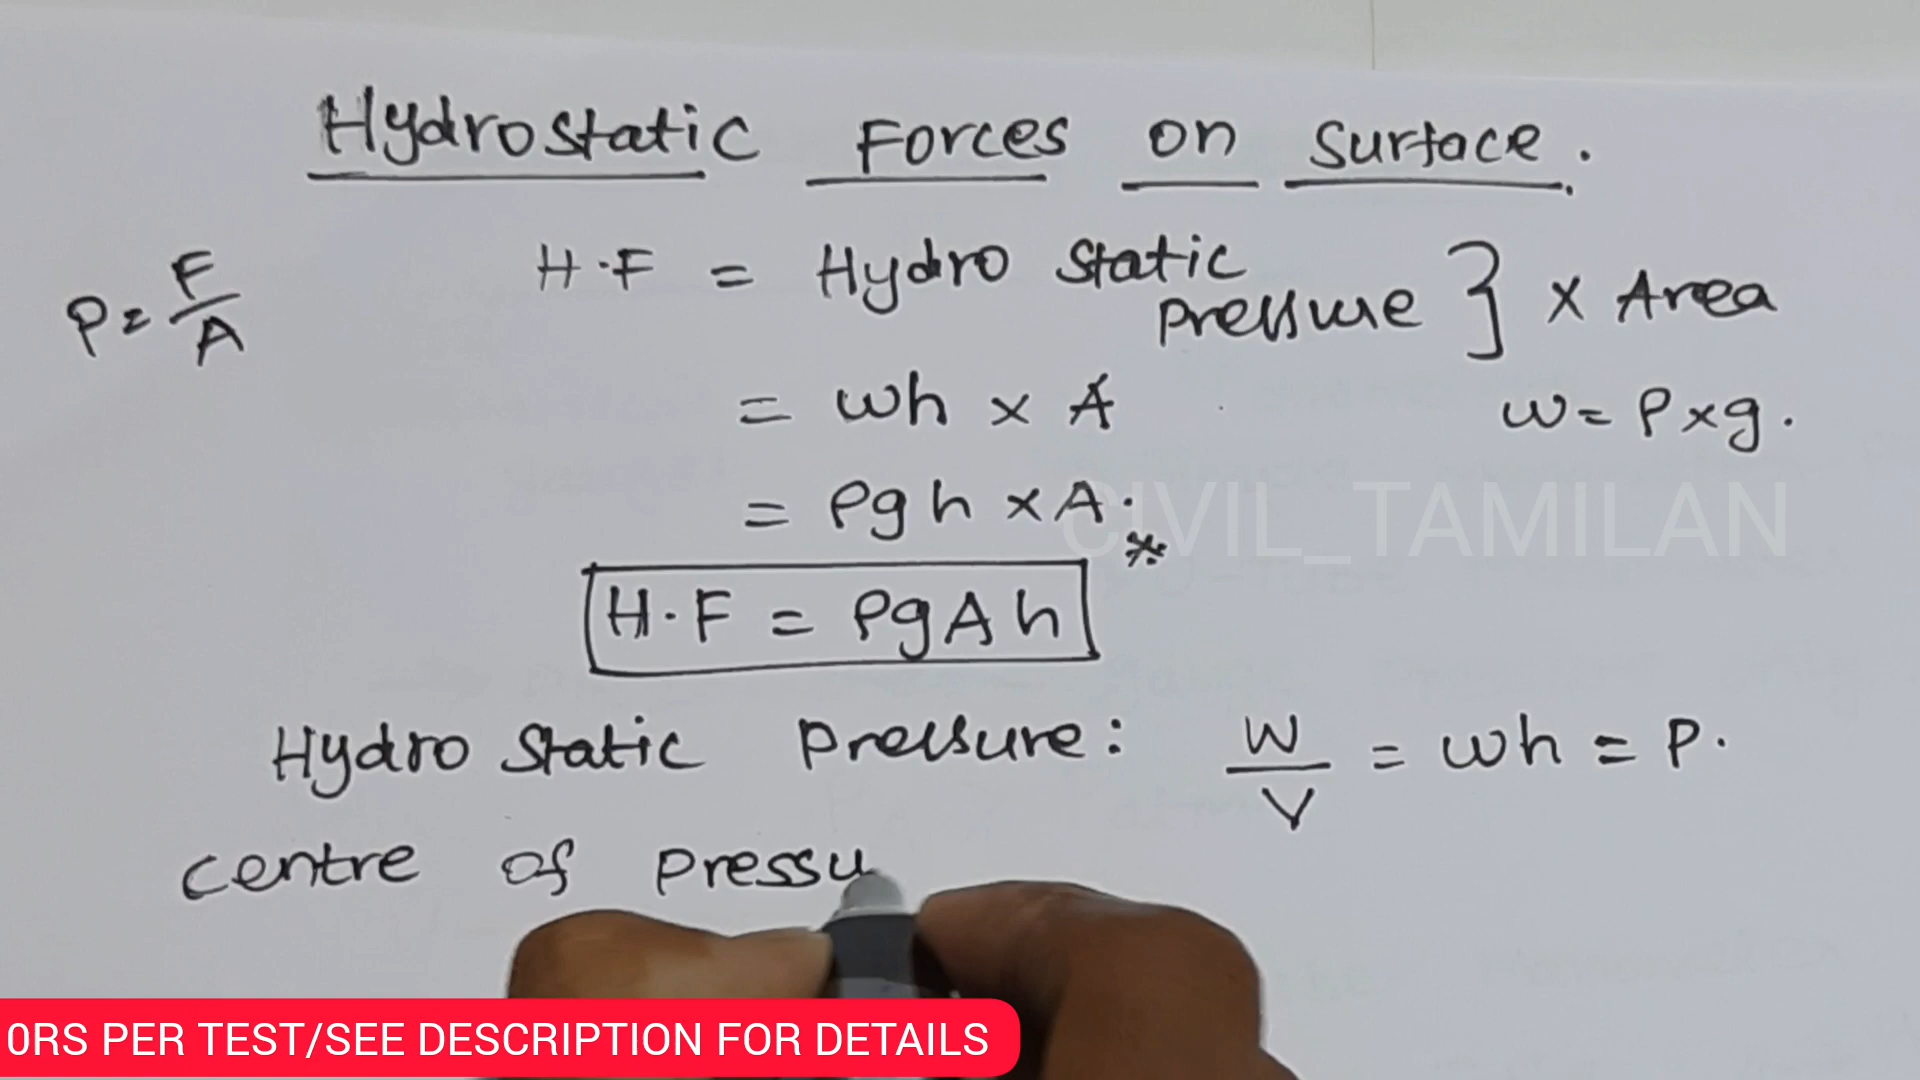 Hydrostatic Forces on Surface.
P = F/A
H.F = Hydro Static Pressure } × Area
= wh × A
w = ρ × g.
= ρgh × A.
CIVIL_TAMILAN
H.F = ρgAh *
Hydro Static Pressure: W/V = wh = P.
centre of pressu
0RS PER TEST/SEE DESCRIPTION FOR DETAILS